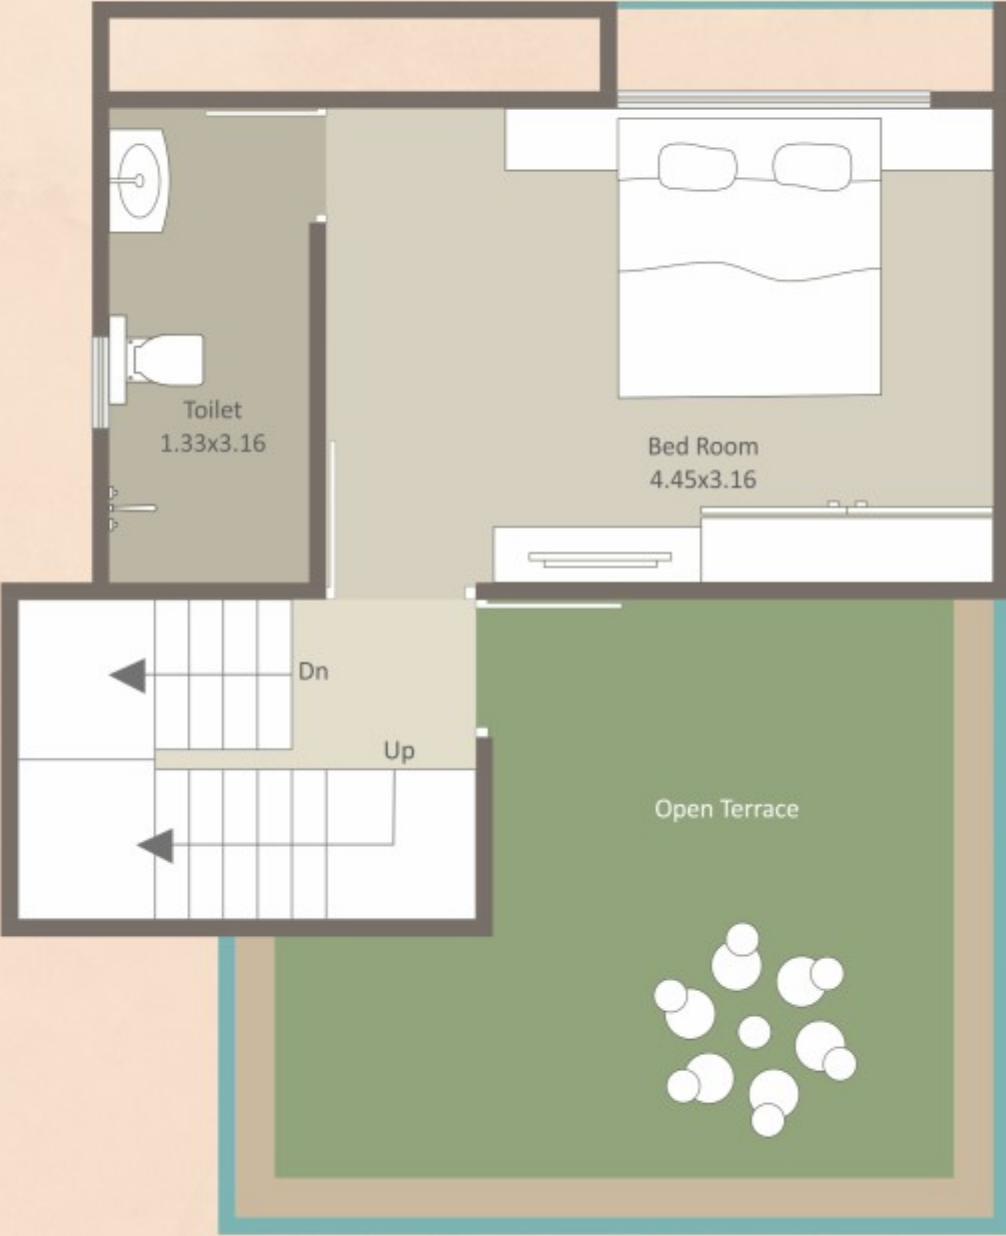 Toilet
1.33x3.16
Bed Room
4.45x3.16
Dn
Up
Open Terrace